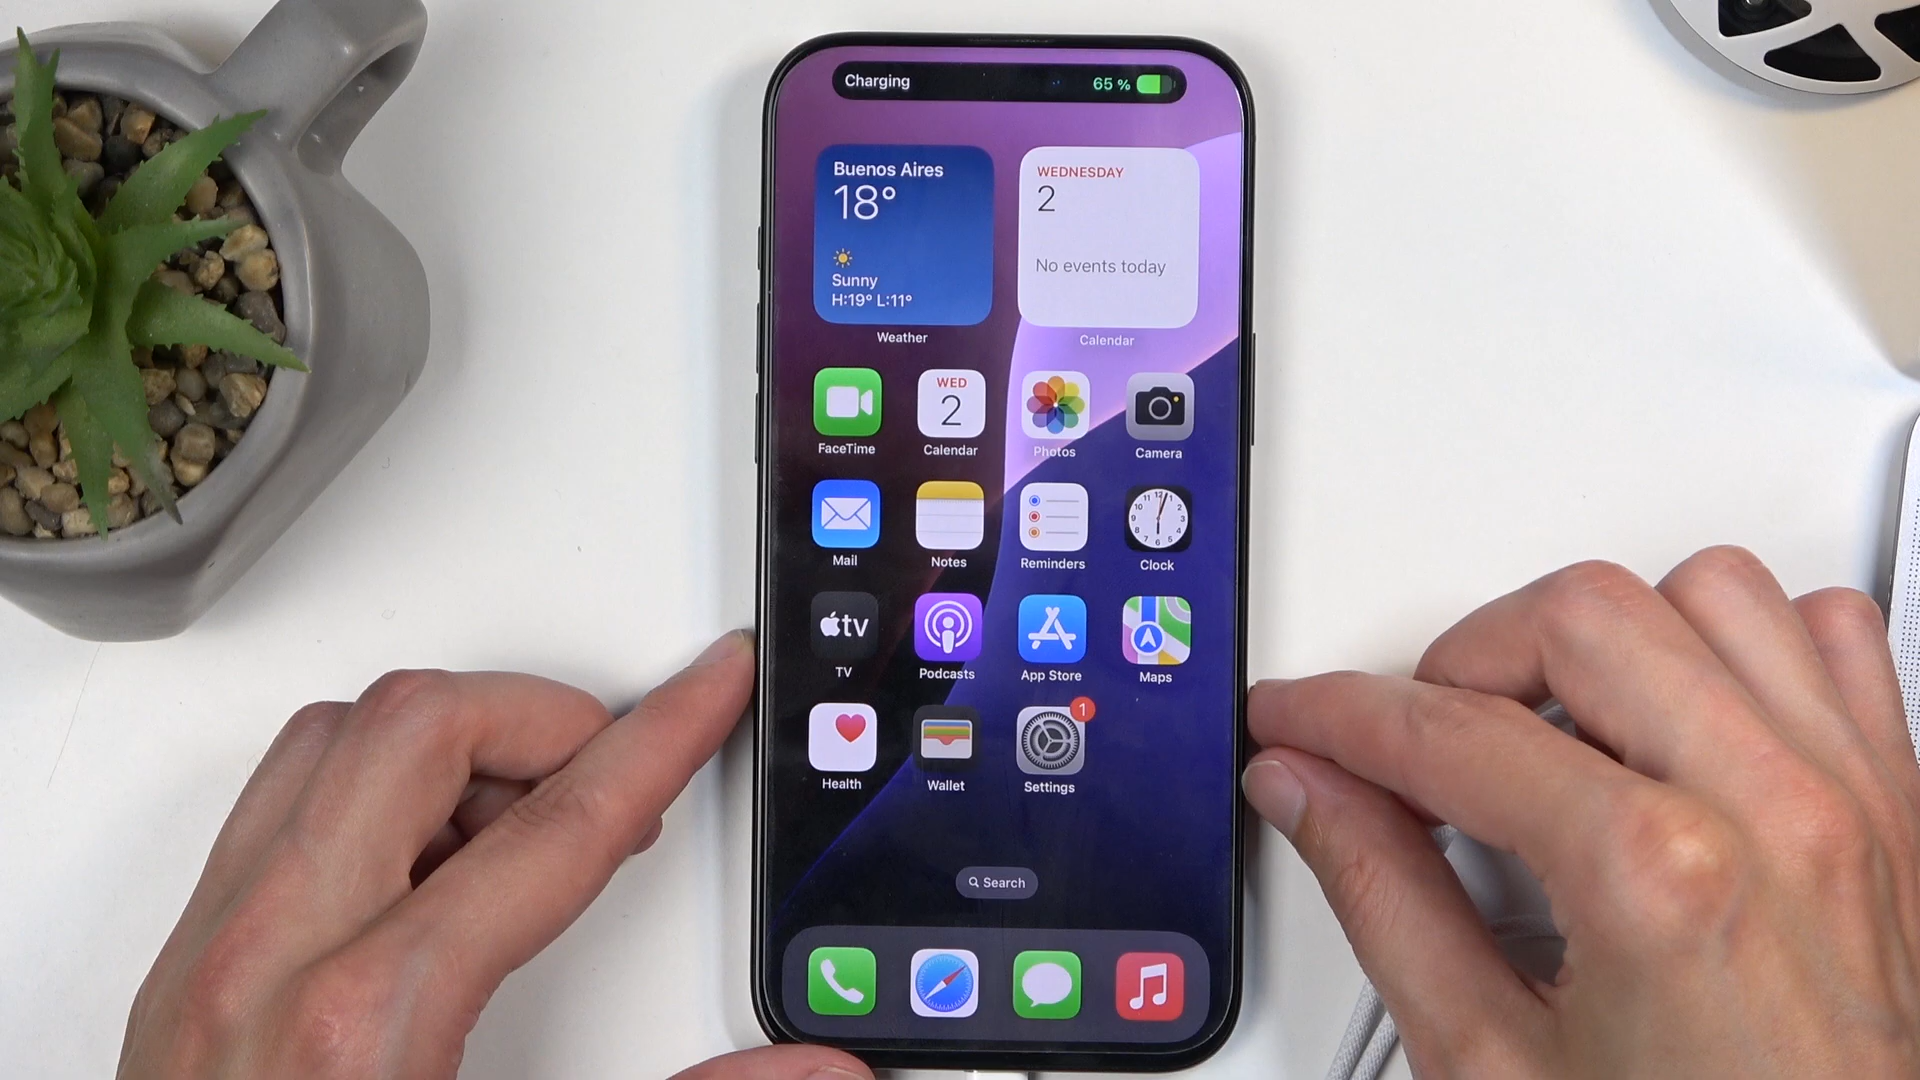 Charging 65 %
Buenos Aires
18°
Sunny
H:19° L:11°
Weather
WEDNESDAY
2
No events today
Calendar
FaceTime
WED
2
Calendar
Photos
Camera
Mail
Notes
Reminders
Clock
tv
TV
Podcasts
App Store
Maps
Health
Wallet
1
Settings
Search